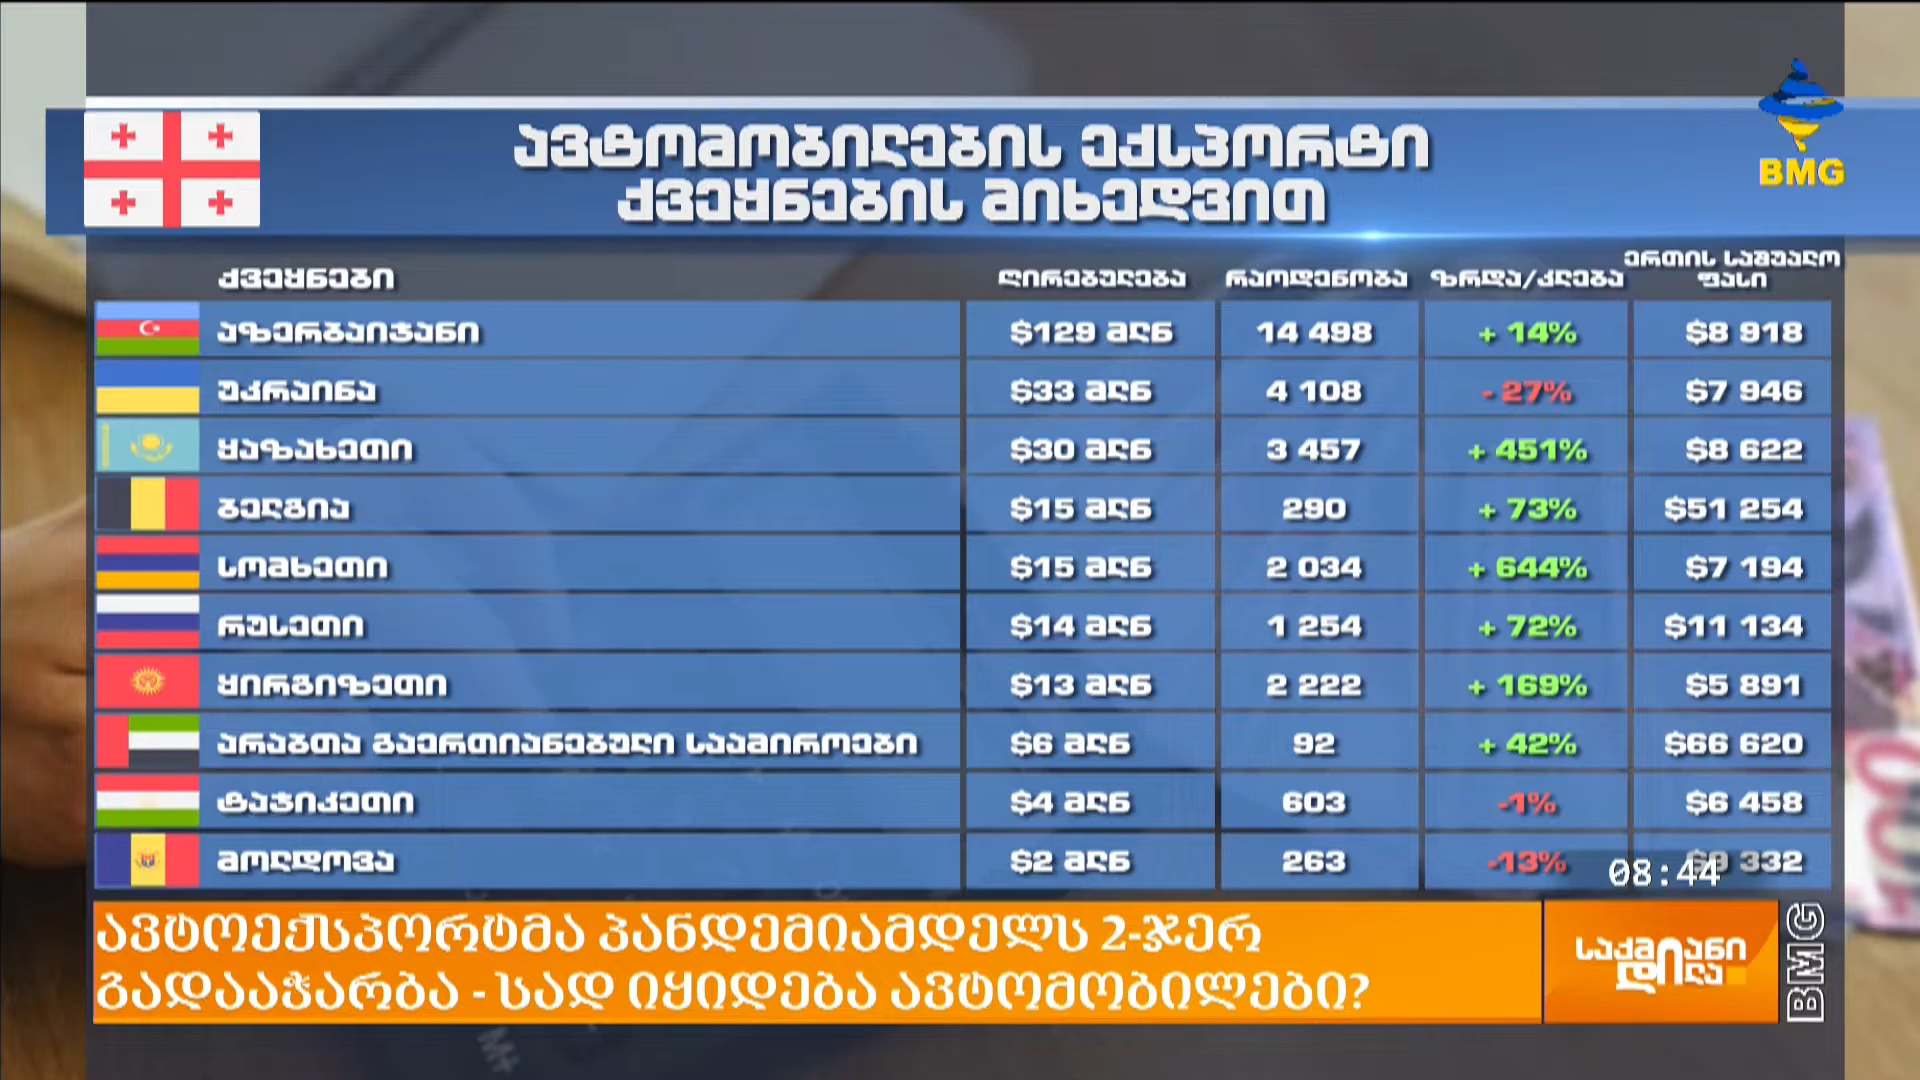 ავტომობილების ექსპორტი
ქვეყნების მიხედვით
BMG
ქვეყნები ღირებულება რაოდენობა ზრდა/კლება ერთის საშუალო ფასი
აზერბაიჯანი $129 მლნ 14 498 + 14% $8 918
უკრაინა $33 მლნ 4 108 - 27% $7 946
ყაზახეთი $30 მლნ 3 457 + 451% $8 622
ბელგია $15 მლნ 290 + 73% $51 254
სომხეთი $15 მლნ 2 034 + 644% $7 194
რუსეთი $14 მლნ 1 254 + 72% $11 134
ყირგიზეთი $13 მლნ 2 222 + 169% $5 891
არაბთა გაერთიანებული საამიროები $6 მლნ 92 + 42% $66 620
ტაჯიკეთი $4 მლნ 603 -1% $6 458
მოლდოვა $2 მლნ 263 -13%
08:44
ავტოექსპორტმა პანდემიამდელს 2-ჯერ
გადააჭარბა - სად იყიდება ავტომობილები?
საქმიანი
დილა
BMG